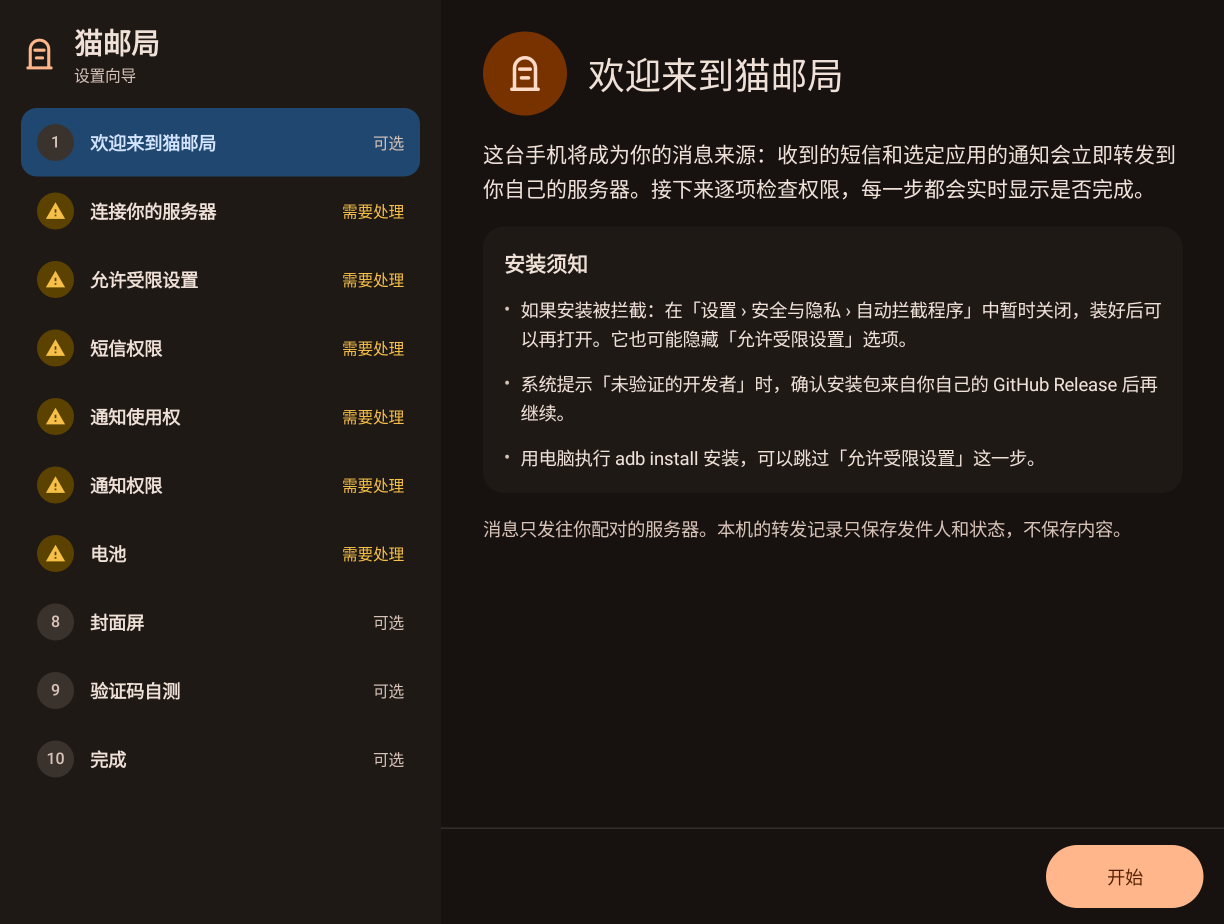 猫邮局
设置向导
1 欢迎来到猫邮局 可选
连接你的服务器 需要处理
允许受限设置 需要处理
短信权限 需要处理
通知使用权 需要处理
通知权限 需要处理
电池 需要处理
8 封面屏 可选
9 验证码自测 可选
10 完成 可选
欢迎来到猫邮局
这台手机将成为你的消息来源：收到的短信和选定应用的通知会立即转发到
你自己的服务器。接下来逐项检查权限，每一步都会实时显示是否完成。
安装须知
• 如果安装被拦截：在「设置 › 安全与隐私 › 自动拦截程序」中暂时关闭，装好后可
以再打开。它也可能隐藏「允许受限设置」选项。
• 系统提示「未验证的开发者」时，确认安装包来自你自己的 GitHub Release 后再
继续。
• 用电脑执行 adb install 安装，可以跳过「允许受限设置」这一步。
消息只发往你配对的服务器。本机的转发记录只保存发件人和状态，不保存内容。
开始